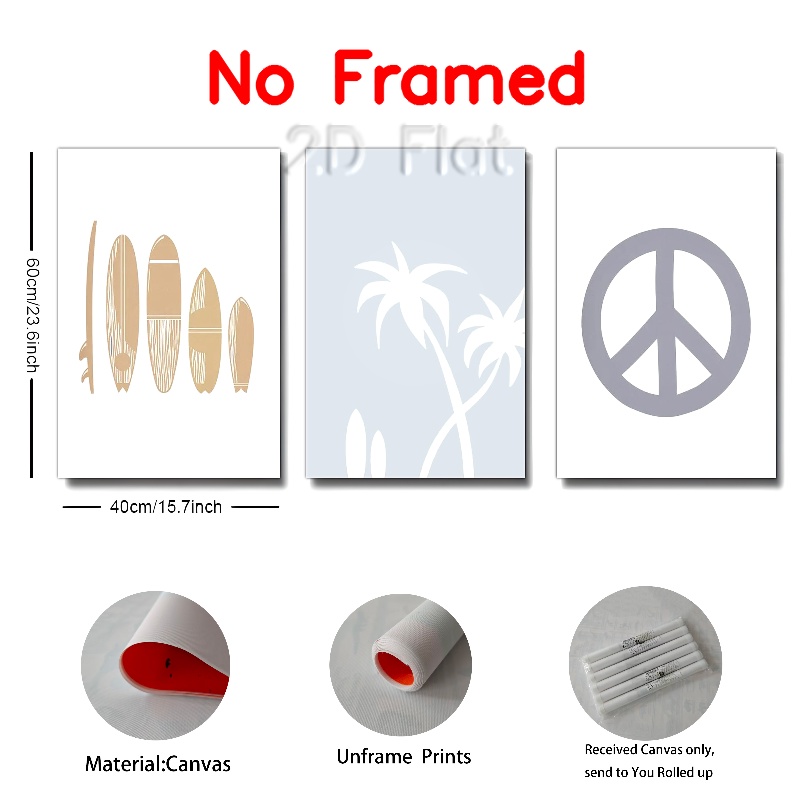 No Framed
2D Flat
60cm/23.6inch
40cm/15.7inch
Material:Canvas
Unframe Prints
Received Canvas only,
send to You Rolled up